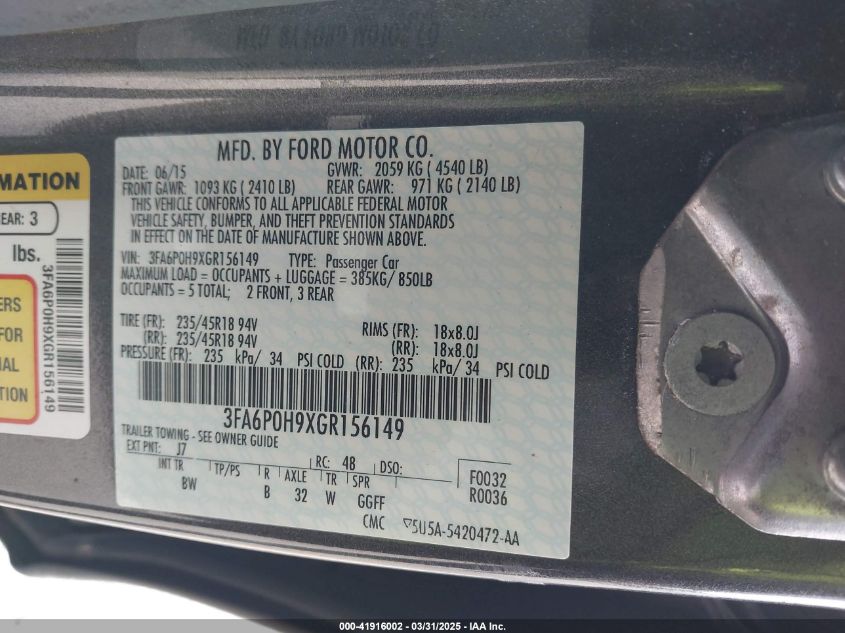 MFD. BY FORD MOTOR CO.
DATE: 06/15 GVWR: 2059 KG ( 4540 LB)
FRONT GAWR: 1093 KG ( 2410 LB) REAR GAWR: 971 KG ( 2140 LB)
THIS VEHICLE CONFORMS TO ALL APPLICABLE FEDERAL MOTOR
VEHICLE SAFETY, BUMPER, AND THEFT PREVENTION STANDARDS
IN EFFECT ON THE DATE OF MANUFACTURE SHOWN ABOVE.
VIN: 3FA6P0H9XGR156149 TYPE: Passenger Car
MAXIMUM LOAD = OCCUPANTS + LUGGAGE = 385KG/ 850LB
OCCUPANTS = 5 TOTAL; 2 FRONT, 3 REAR
TIRE (FR): 235/45R18 94V RIMS (FR): 18x8.0J
(RR): 235/45R18 94V (RR): 18x8.0J
PRESSURE (FR): 235 kPa/ 34 PSI COLD (RR): 235 kPa/ 34 PSI COLD
3FA6P0H9XGR156149
TRAILER TOWING - SEE OWNER GUIDE
EXT PNT: J7 RC: 48 DSO: F0032
INT TR TP/PS R AXLE TR SPR R0036
BW B 32 W GGFF
CMC 5U5A-5420472-AA
MATION
EAR: 3
lbs.
ERS
FOR
IAL
TION
3FA6P0H9XGR156149
000-41916002 - 03/31/2025 - IAA Inc.